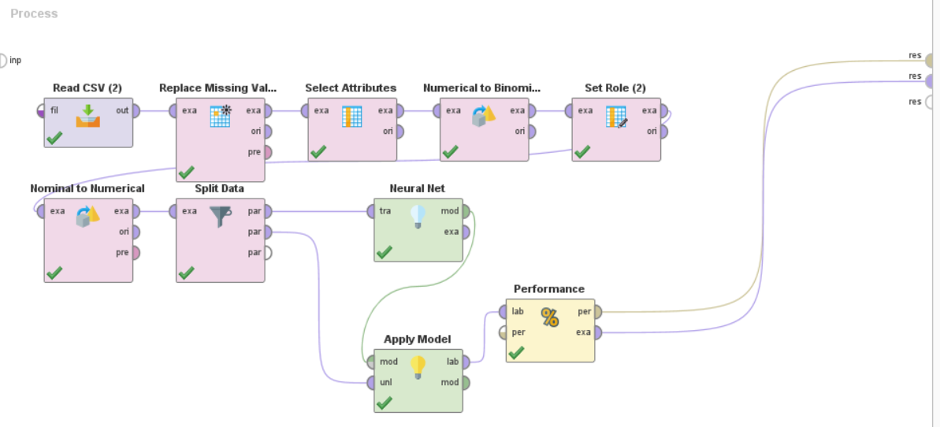 Process
inp
res
res
res
Read CSV (2)
fil out
Replace Missing Val...
exa exa
ori
pre
Select Attributes
exa exa
ori
Numerical to Binomi...
exa exa
ori
Set Role (2)
exa exa
ori
Nominal to Numerical
exa exa
ori
pre
Split Data
exa par
par
par
Neural Net
tra mod
exa
Apply Model
mod lab
unl mod
Performance
lab per
per exa
%